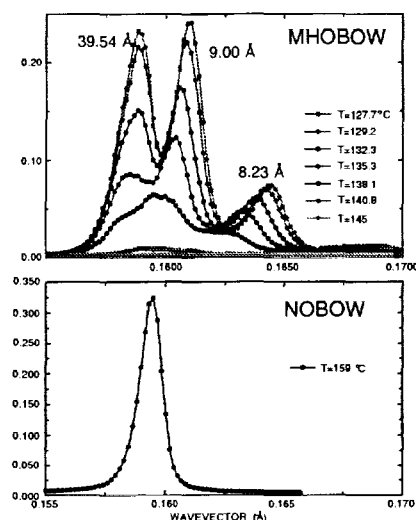 39.54 Å
9.00 Å
MHOBOW
T=127.7°C
T=129.2
T=132.3
T=135.3
T=138.1
T=140.8
T=145
8.23 Å
0.20
0.10
0.00
0.1600
0.1650
0.1700
0.350
0.300
0.250
0.200
0.150
0.100
0.050
0.000
NOBOW
T=159 °C
0.155
0.160
0.165
0.170
WAVEVECTOR (Å)